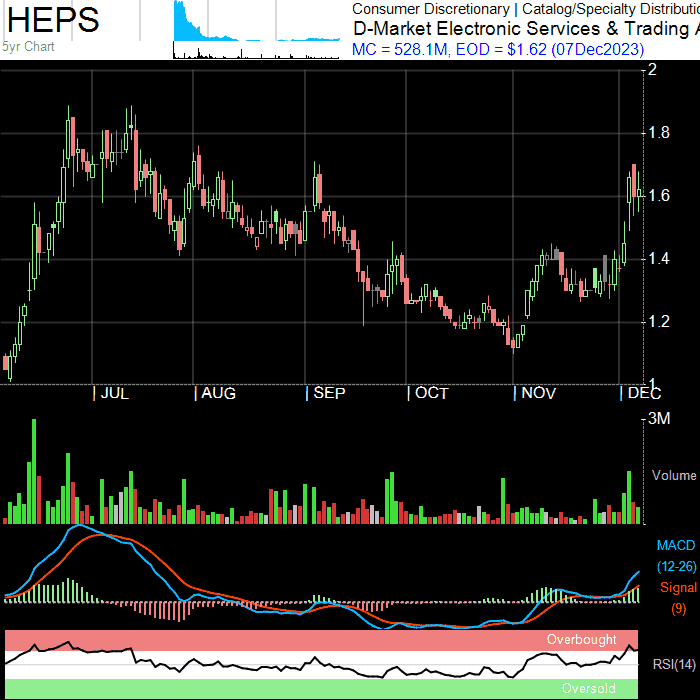 HEPS
5yr Chart
Consumer Discretionary | Catalog/Specialty Distributio
D-Market Electronic Services & Trading A
MC = 528.1M, EOD = $1.62 (07Dec2023)
2
1.8
1.6
1.4
1.2
1
| JUL | AUG | SEP | OCT | NOV | DEC
3M
Volume
MACD
(12-26)
Signal
(9)
Overbought
RSI(14)
Oversold